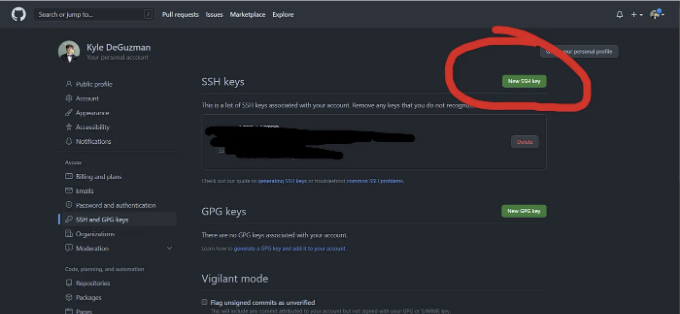 Search or jump to... /
Pull requests Issues Marketplace Explore
Kyle DeGuzman
Your personal account
your personal profile
Public profile
Account
Appearance
Accessibility
Notifications
Access
Billing and plans
Emails
Password and authentication
SSH and GPG keys
Organizations
Moderation
Code, planning, and automation
Repositories
Packages
Pages
SSH keys
New SSH key
This is a list of SSH keys associated with your account. Remove any keys that you do not recogniz
Delete
Check out our guide to generating SSH keys or troubleshoot common SSH problems.
GPG keys
New GPG key
There are no GPG keys associated with your account.
Learn how to generate a GPG key and add it to your account .
Vigilant mode
Flag unsigned commits as unverified
This will include any commit attributed to your account but not signed with your GPG or S/MIME key